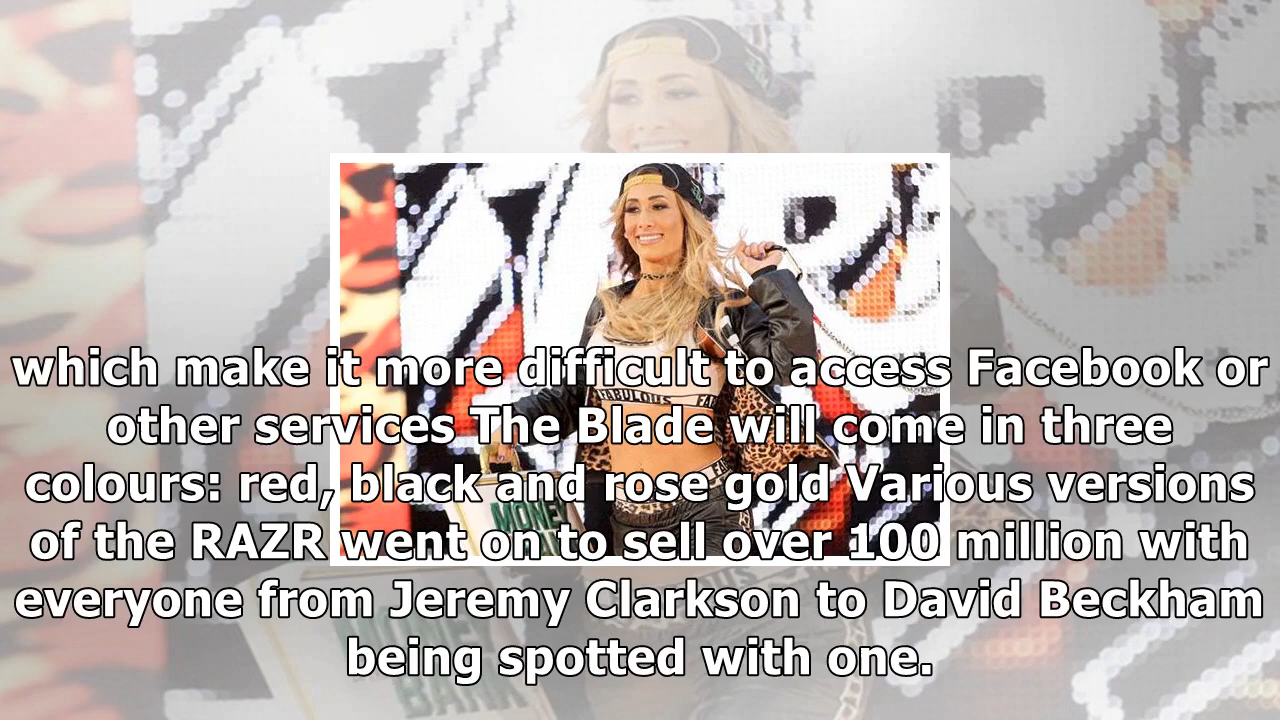 which make it more difficult to access Facebook or
other services The Blade will come in three
colours: red, black and rose gold Various versions
of the RAZR went on to sell over 100 million with
everyone from Jeremy Clarkson to David Beckham
being spotted with one.
FABULOUS
MONEY